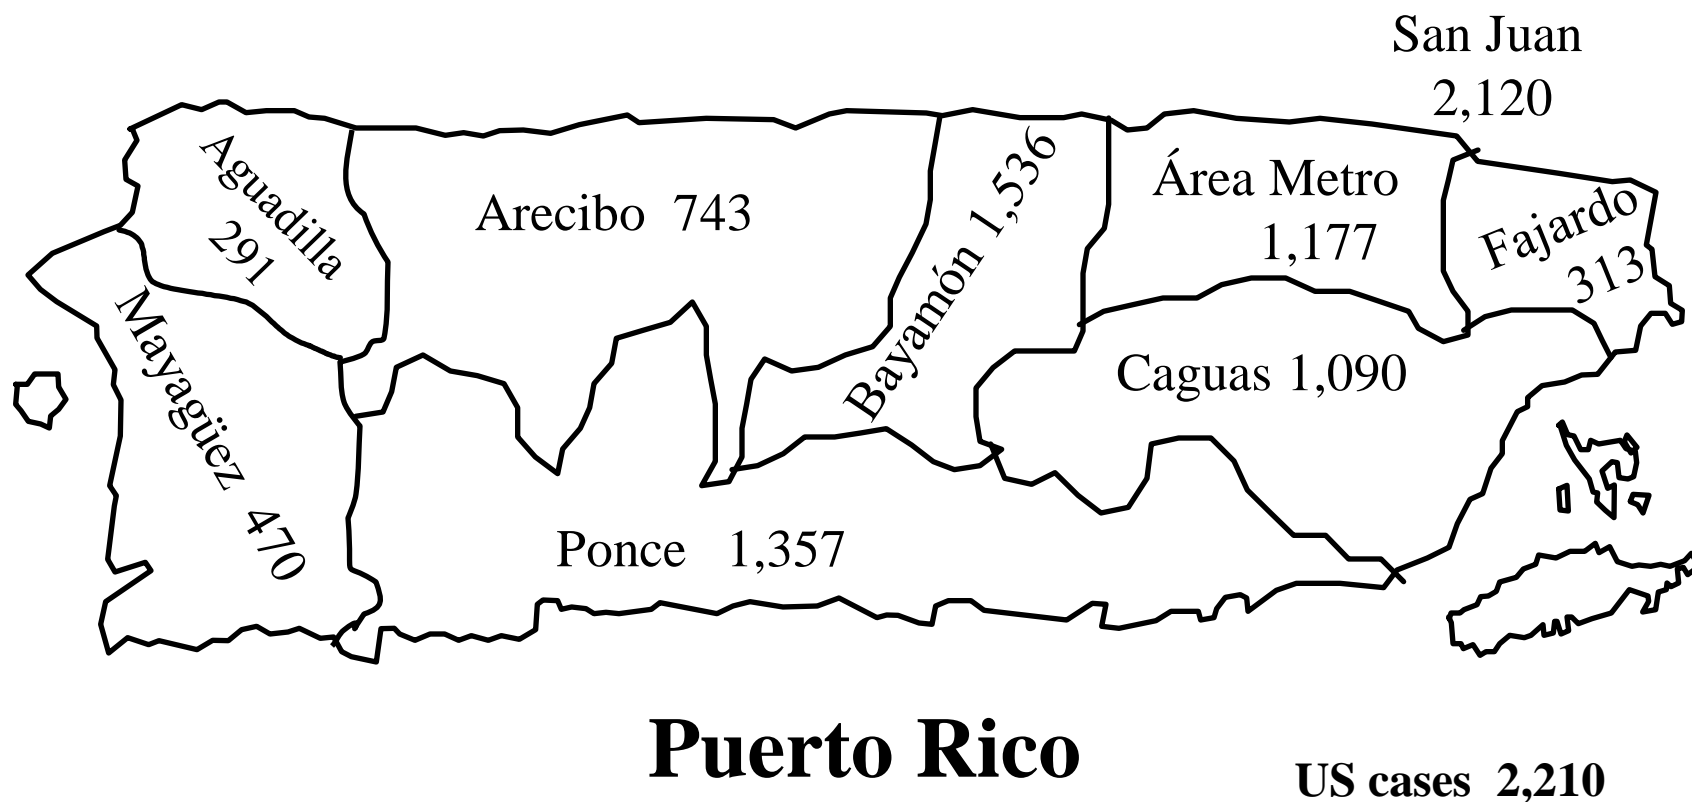 San Juan
2,120
Aguadilla
291
Arecibo 743
Bayamón 1,536
Área Metro
1,177
Fajardo
313
Mayagüez 470
Caguas 1,090
Ponce 1,357
Puerto Rico
US cases 2,210